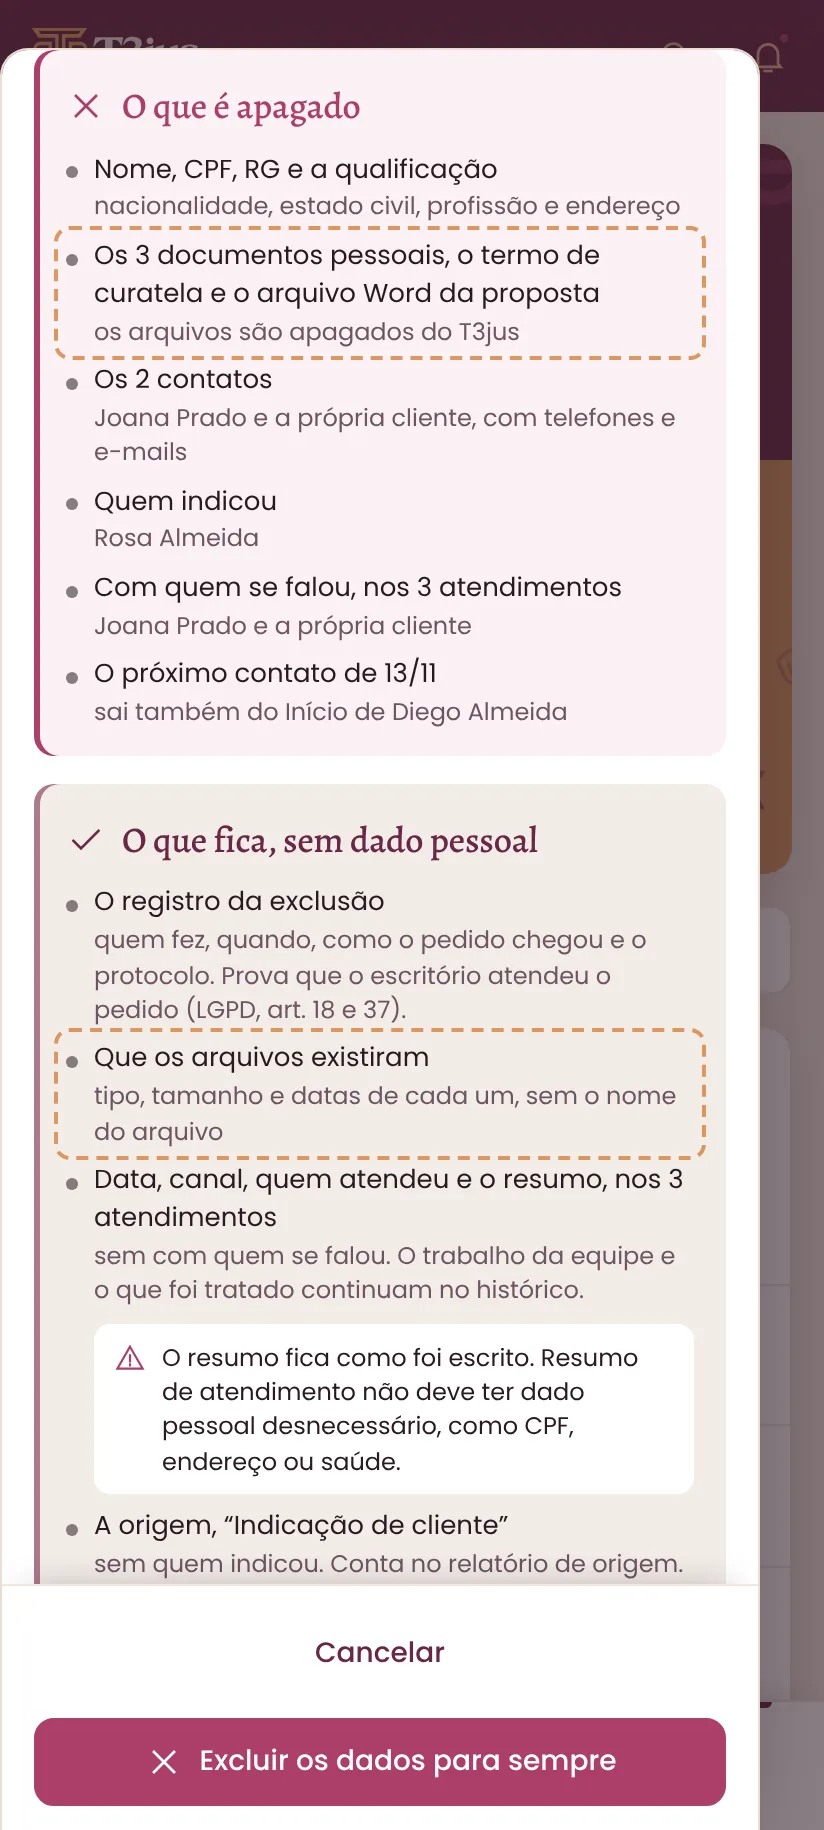 O que é apagado
Nome, CPF, RG e a qualificação
nacionalidade, estado civil, profissão e endereço
Os 3 documentos pessoais, o termo de
curatela e o arquivo Word da proposta
os arquivos são apagados do T3jus
Os 2 contatos
Joana Prado e a própria cliente, com telefones e
e-mails
Quem indicou
Rosa Almeida
Com quem se falou, nos 3 atendimentos
Joana Prado e a própria cliente
O próximo contato de 13/11
sai também do Início de Diego Almeida
O que fica, sem dado pessoal
O registro da exclusão
quem fez, quando, como o pedido chegou e o
protocolo. Prova que o escritório atendeu o
pedido (LGPD, art. 18 e 37).
Que os arquivos existiram
tipo, tamanho e datas de cada um, sem o nome
do arquivo
Data, canal, quem atendeu e o resumo, nos 3
atendimentos
sem com quem se falou. O trabalho da equipe e
o que foi tratado continuam no histórico.
O resumo fica como foi escrito. Resumo
de atendimento não deve ter dado
pessoal desnecessário, como CPF,
endereço ou saúde.
A origem, “Indicação de cliente”
sem quem indicou. Conta no relatório de origem.
Cancelar
Excluir os dados para sempre